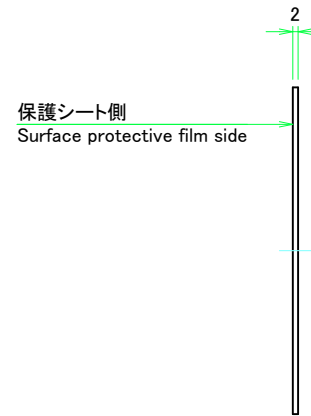 2
保護シート側
Surface protective film side